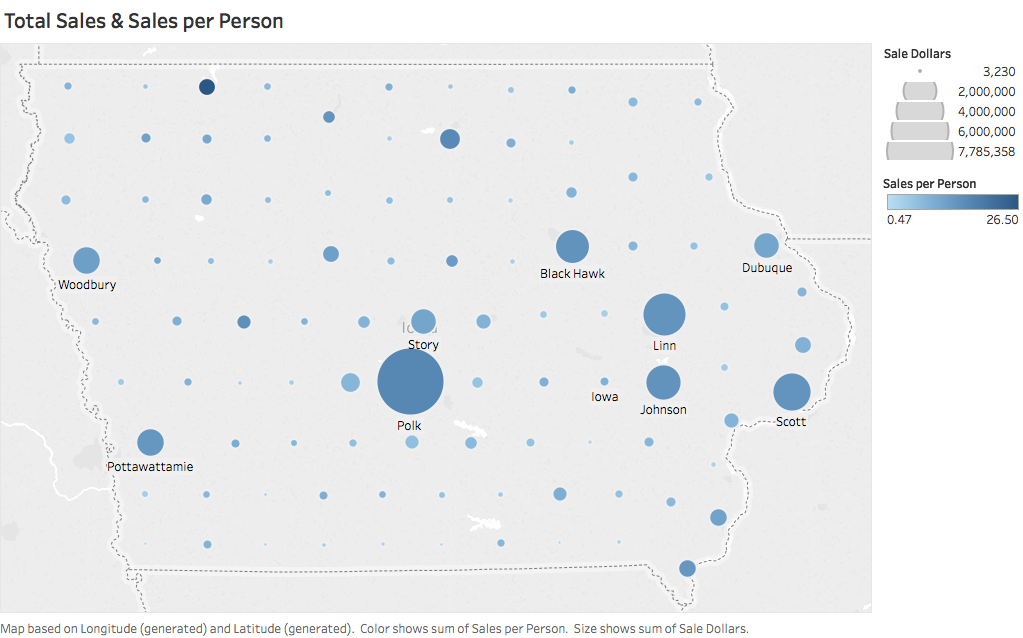 Total Sales & Sales per Person
Sale Dollars
3,230
2,000,000
4,000,000
6,000,000
7,785,358
Sales per Person
0.47 26.50
Black Hawk
Dubuque
Woodbury
Story
Linn
Iowa
Johnson
Polk
Scott
Pottawattamie
Map based on Longitude (generated) and Latitude (generated). Color shows sum of Sales per Person. Size shows sum of Sale Dollars.